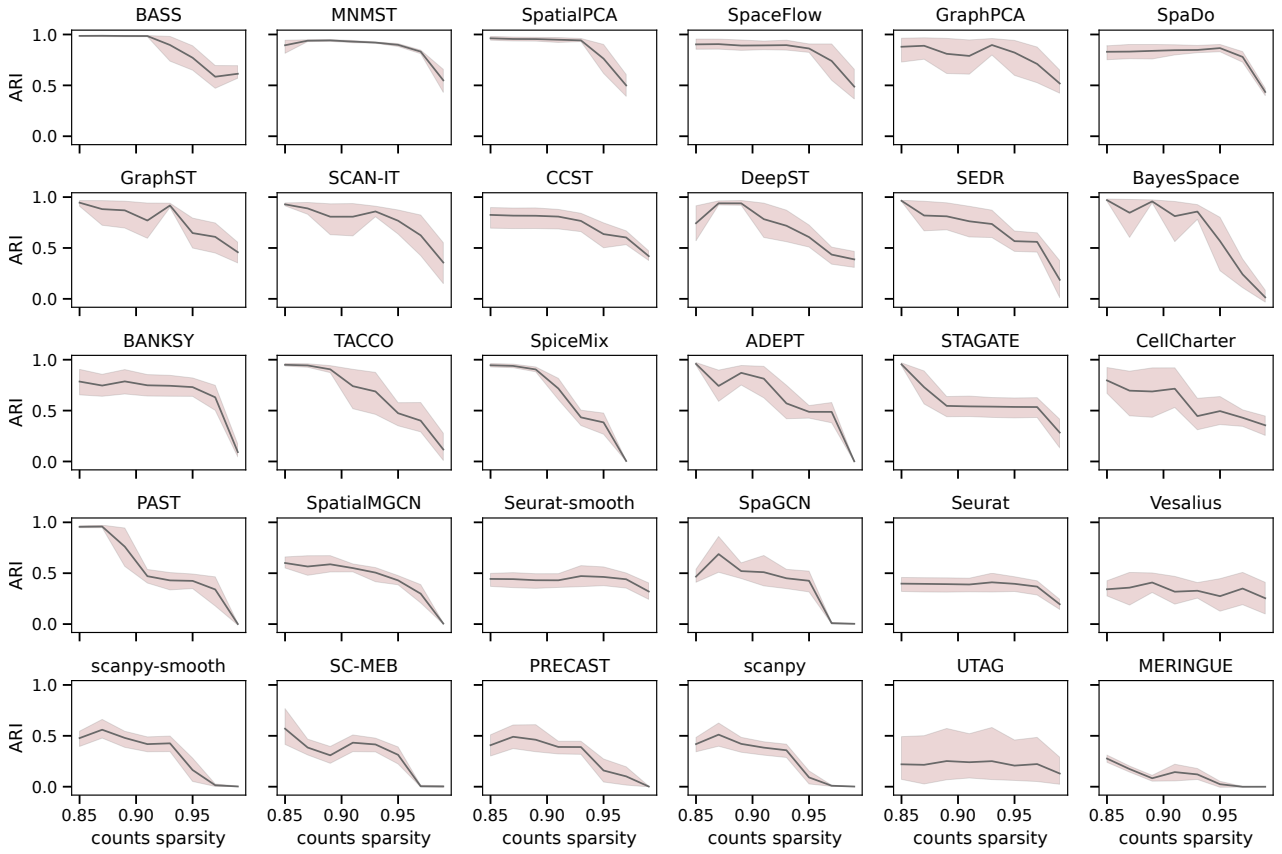 BASS MNMST SpatialPCA SpaceFlow GraphPCA SpaDo
1.0
ARI
0.5
0.0
GraphST SCAN-IT CCST DeepST SEDR BayesSpace
1.0
ARI
0.5
0.0
BANKSY TACCO SpiceMix ADEPT STAGATE CellCharter
1.0
ARI
0.5
0.0
PAST SpatialMGCN Seurat-smooth SpaGCN Seurat Vesalius
1.0
ARI
0.5
0.0
scanpy-smooth SC-MEB PRECAST scanpy UTAG MERINGUE
1.0
ARI
0.5
0.0
0.85 0.90 0.95 0.85 0.90 0.95 0.85 0.90 0.95 0.85 0.90 0.95 0.85 0.90 0.95 0.85 0.90 0.95
counts sparsity counts sparsity counts sparsity counts sparsity counts sparsity counts sparsity